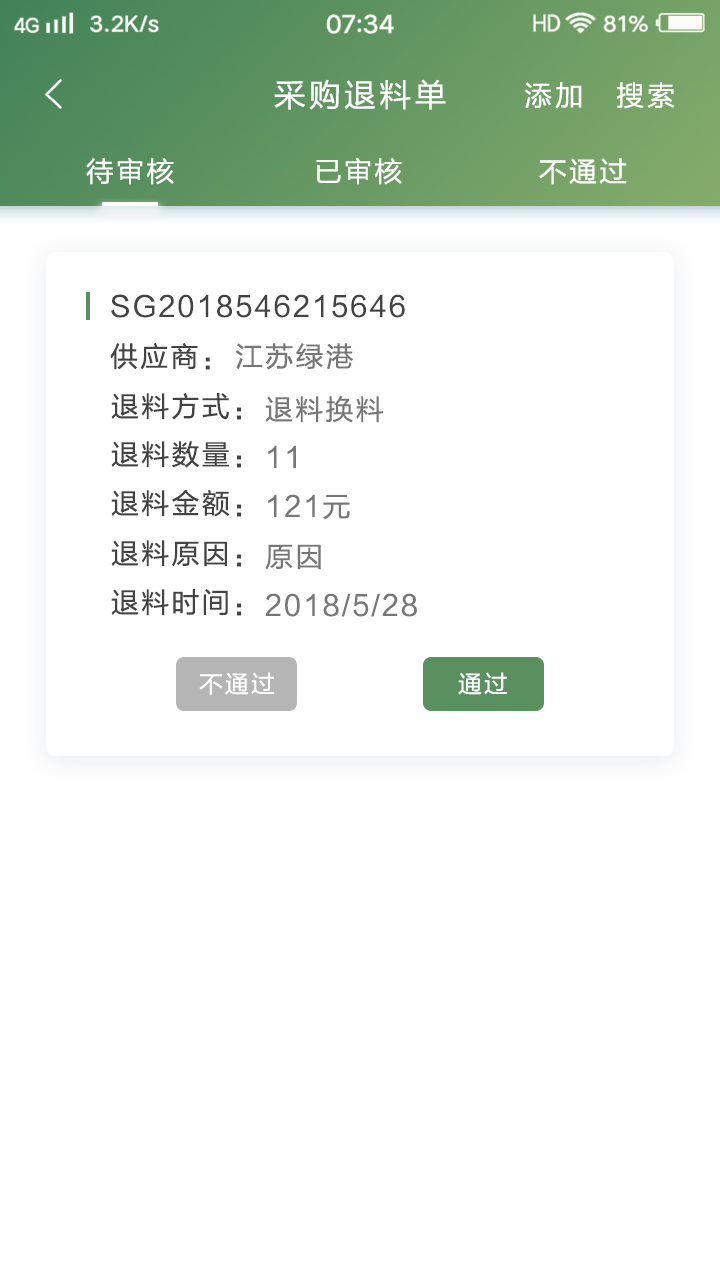 4G 3.2K/s 07:34 HD 81%
采购退料单 添加 搜索
待审核 已审核 不通过
SG2018546215646
供应商：江苏绿港
退料方式：退料换料
退料数量：11
退料金额：121元
退料原因：原因
退料时间：2018/5/28
不通过 通过